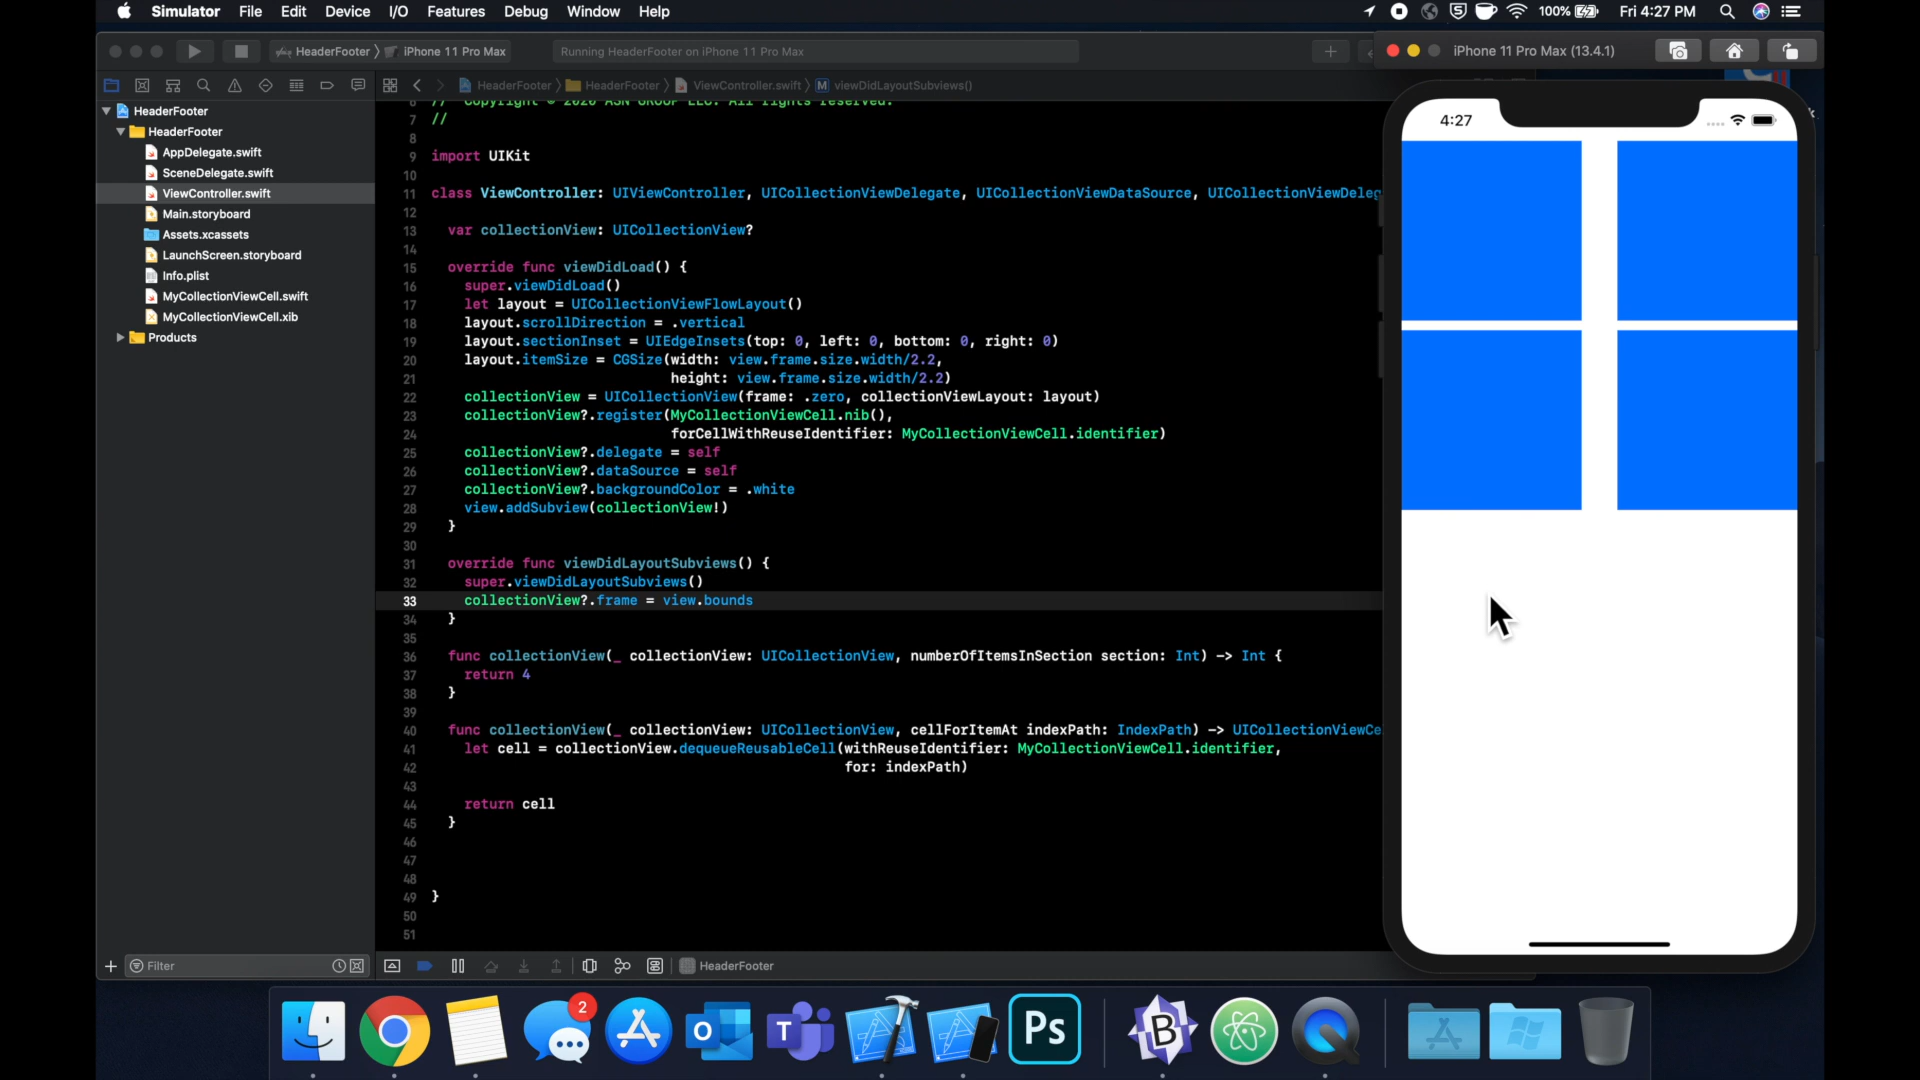 Simulator File Edit Device I/O Features Debug Window Help
100% Fri 4:27 PM
HeaderFooter iPhone 11 Pro Max
Running HeaderFooter on iPhone 11 Pro Max
iPhone 11 Pro Max (13.4.1)
HeaderFooter HeaderFooter ViewController.swift M viewDidLayoutSubviews()
HeaderFooter
HeaderFooter
AppDelegate.swift
SceneDelegate.swift
ViewController.swift
Main.storyboard
Assets.xcassets
LaunchScreen.storyboard
Info.plist
MyCollectionViewCell.swift
MyCollectionViewCell.xib
Products
6 // Copyright © 2020 ASN GROUP LLC. All rights reserved.
7 //
8
9 import UIKit
10
11 class ViewController: UIViewController, UICollectionViewDelegate, UICollectionViewDataSource, UICollectionViewDeleg
12
13 var collectionView: UICollectionView?
14
15 override func viewDidLoad() {
16 super.viewDidLoad()
17 let layout = UICollectionViewFlowLayout()
18 layout.scrollDirection = .vertical
19 layout.sectionInset = UIEdgeInsets(top: 0, left: 0, bottom: 0, right: 0)
20 layout.itemSize = CGSize(width: view.frame.size.width/2.2,
21 height: view.frame.size.width/2.2)
22 collectionView = UICollectionView(frame: .zero, collectionViewLayout: layout)
23 collectionView?.register(MyCollectionViewCell.nib(),
24 forCellWithReuseIdentifier: MyCollectionViewCell.identifier)
25 collectionView?.delegate = self
26 collectionView?.dataSource = self
27 collectionView?.backgroundColor = .white
28 view.addSubview(collectionView!)
29 }
30
31 override func viewDidLayoutSubviews() {
32 super.viewDidLayoutSubviews()
33 collectionView?.frame = view.bounds
34 }
35
36 func collectionView(_ collectionView: UICollectionView, numberOfItemsInSection section: Int) -> Int {
37 return 4
38 }
39
40 func collectionView(_ collectionView: UICollectionView, cellForItemAt indexPath: IndexPath) -> UICollectionViewCe
41 let cell = collectionView.dequeueReusableCell(withReuseIdentifier: MyCollectionViewCell.identifier,
42 for: indexPath)
43
44 return cell
45 }
46
47
48
49 }
50
51
4:27
Filter
HeaderFooter
2
O
T
Ps
B